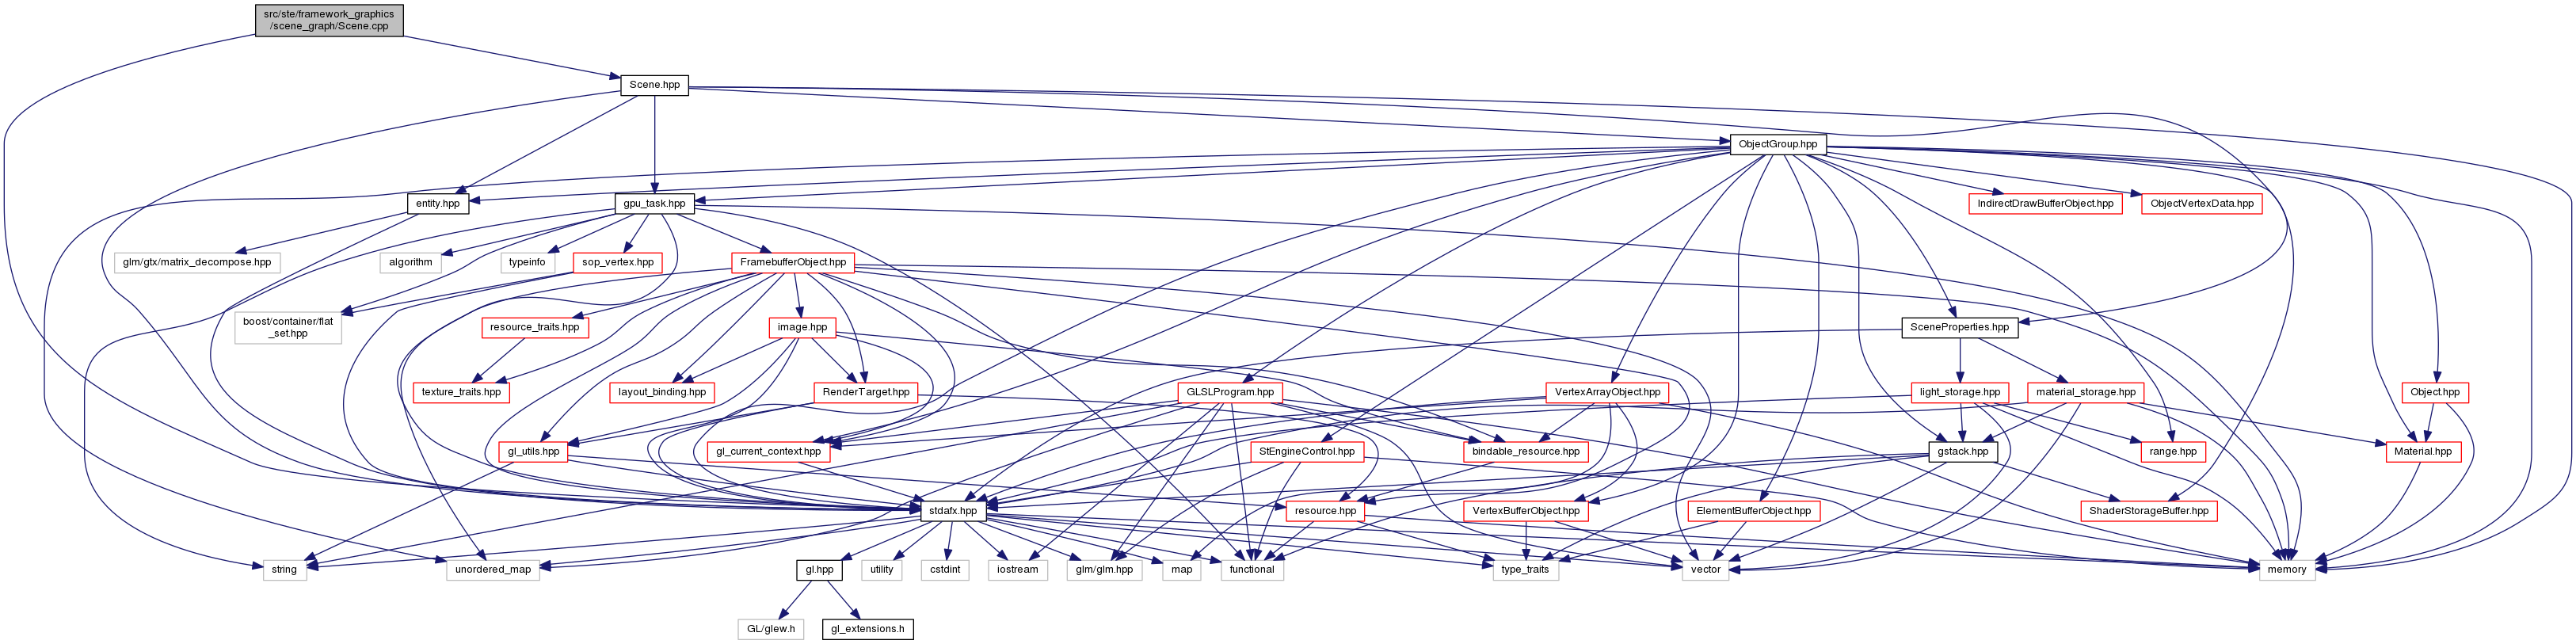 src/ste/framework_graphics
/scene_graph/Scene.cpp
Scene.hpp
ObjectGroup.hpp
entity.hpp
gpu_task.hpp
IndirectDrawBufferObject.hpp
ObjectVertexData.hpp
glm/gtx/matrix_decompose.hpp
algorithm
typeinfo
sop_vertex.hpp
FramebufferObject.hpp
boost/container/flat
_set.hpp
resource_traits.hpp
image.hpp
SceneProperties.hpp
texture_traits.hpp
layout_binding.hpp
RenderTarget.hpp
GLSLProgram.hpp
VertexArrayObject.hpp
light_storage.hpp
material_storage.hpp
Object.hpp
gl_utils.hpp
gl_current_context.hpp
StEngineControl.hpp
bindable_resource.hpp
gstack.hpp
range.hpp
Material.hpp
stdafx.hpp
resource.hpp
VertexBufferObject.hpp
ElementBufferObject.hpp
ShaderStorageBuffer.hpp
string
unordered_map
gl.hpp
utility
cstdint
iostream
glm/glm.hpp
map
functional
type_traits
vector
memory
GL/glew.h
gl_extensions.h